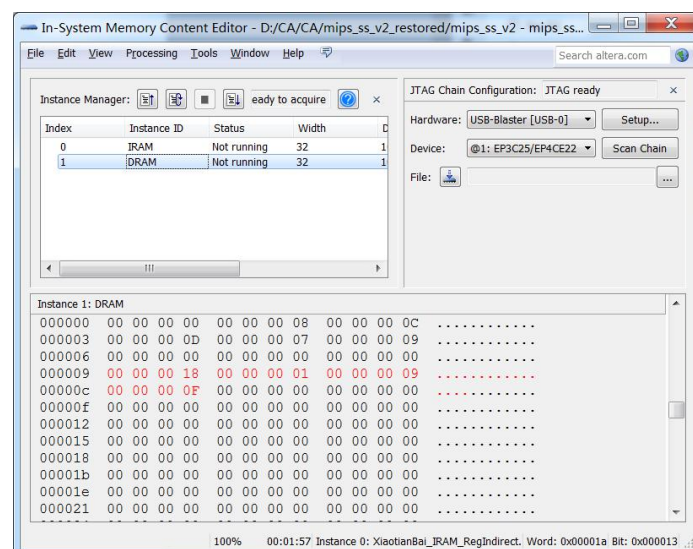 In-System Memory Content Editor - D:/CA/CA/mips_ss_v2_restored/mips_ss_v2 - mips_ss...
File Edit View Processing Tools Window Help
Search altera.com
Instance Manager: eady to acquire
Index Instance ID Status Width D
0 IRAM Not running 32 1
1 DRAM Not running 32 1
JTAG Chain Configuration: JTAG ready
Hardware: USB-Blaster [USB-0] Setup...
Device: @1: EP3C25/EP4CE22 Scan Chain
File: ...
Instance 1: DRAM
000000 00 00 00 00 00 00 00 08 00 00 00 0C ............
000003 00 00 00 0D 00 00 00 07 00 00 00 09 ............
000006 00 00 00 00 00 00 00 00 00 00 00 00 ............
000009 00 00 00 18 00 00 00 01 00 00 00 09 ............
00000c 00 00 00 0F 00 00 00 00 00 00 00 00 ............
00000f 00 00 00 00 00 00 00 00 00 00 00 00 ............
000012 00 00 00 00 00 00 00 00 00 00 00 00 ............
000015 00 00 00 00 00 00 00 00 00 00 00 00 ............
000018 00 00 00 00 00 00 00 00 00 00 00 00 ............
00001b 00 00 00 00 00 00 00 00 00 00 00 00 ............
00001e 00 00 00 00 00 00 00 00 00 00 00 00 ............
000021 00 00 00 00 00 00 00 00 00 00 00 00 ............
100% 00:01:57 Instance 0: XiaotianBai_IRAM_RegIndirect. Word: 0x00001a Bit: 0x000013